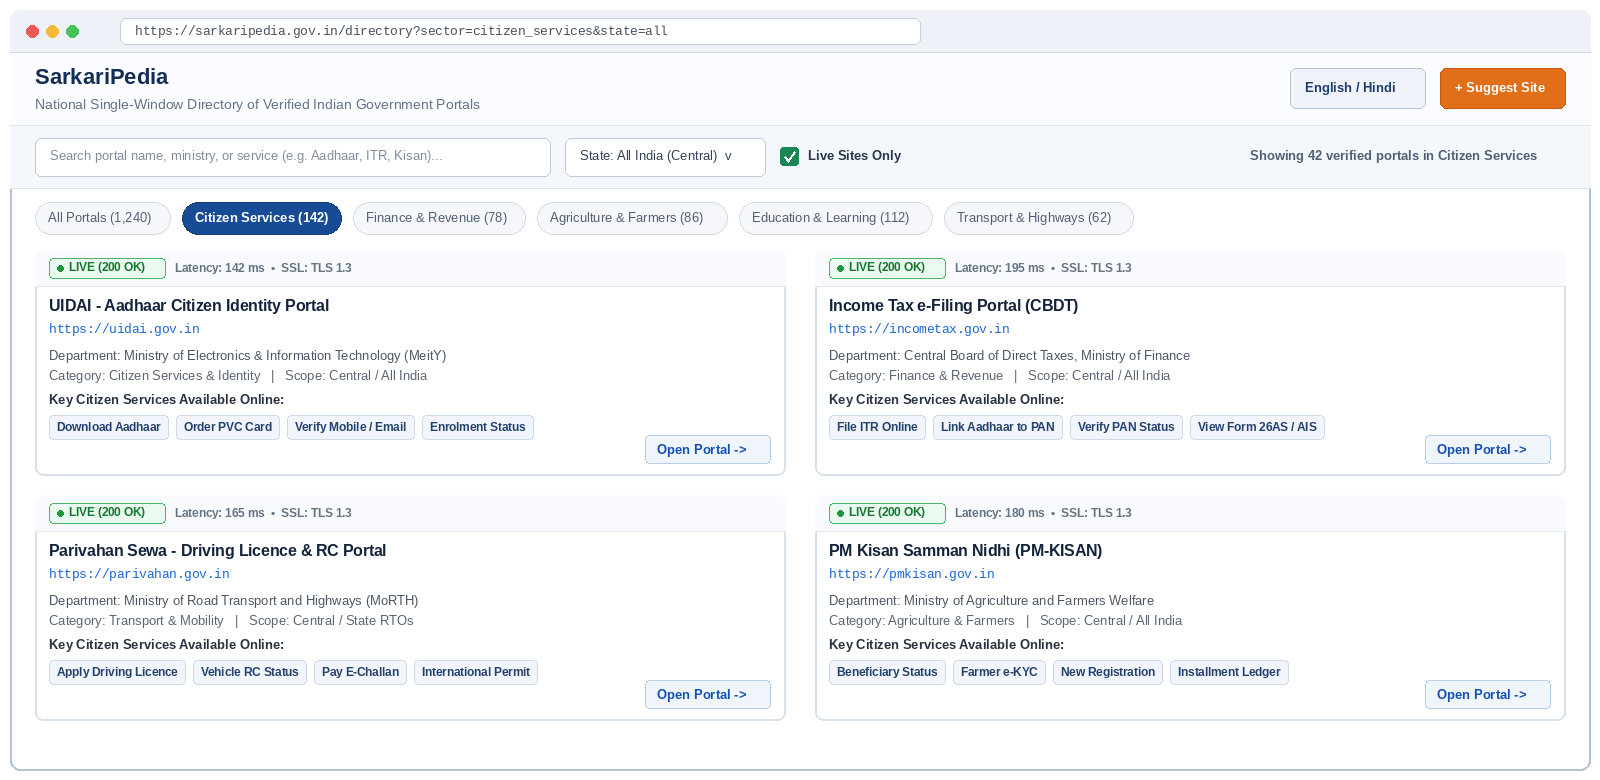 https://sarkaripedia.gov.in/directory?sector=citizen_services&state=all
SarkariPedia
National Single-Window Directory of Verified Indian Government Portals
English / Hindi
+ Suggest Site
Search portal name, ministry, or service (e.g. Aadhaar, ITR, Kisan)...
State: All India (Central) v
Live Sites Only
Showing 42 verified portals in Citizen Services
All Portals (1,240)
Citizen Services (142)
Finance & Revenue (78)
Agriculture & Farmers (86)
Education & Learning (112)
Transport & Highways (62)
LIVE (200 OK)
Latency: 142 ms • SSL: TLS 1.3
UIDAI - Aadhaar Citizen Identity Portal
https://uidai.gov.in
Department: Ministry of Electronics & Information Technology (MeitY)
Category: Citizen Services & Identity | Scope: Central / All India
Key Citizen Services Available Online:
Download Aadhaar
Order PVC Card
Verify Mobile / Email
Enrolment Status
Open Portal ->
LIVE (200 OK)
Latency: 195 ms • SSL: TLS 1.3
Income Tax e-Filing Portal (CBDT)
https://incometax.gov.in
Department: Central Board of Direct Taxes, Ministry of Finance
Category: Finance & Revenue | Scope: Central / All India
Key Citizen Services Available Online:
File ITR Online
Link Aadhaar to PAN
Verify PAN Status
View Form 26AS / AIS
Open Portal ->
LIVE (200 OK)
Latency: 165 ms • SSL: TLS 1.3
Parivahan Sewa - Driving Licence & RC Portal
https://parivahan.gov.in
Department: Ministry of Road Transport and Highways (MoRTH)
Category: Transport & Mobility | Scope: Central / State RTOs
Key Citizen Services Available Online:
Apply Driving Licence
Vehicle RC Status
Pay E-Challan
International Permit
Open Portal ->
LIVE (200 OK)
Latency: 180 ms • SSL: TLS 1.3
PM Kisan Samman Nidhi (PM-KISAN)
https://pmkisan.gov.in
Department: Ministry of Agriculture and Farmers Welfare
Category: Agriculture & Farmers | Scope: Central / All India
Key Citizen Services Available Online:
Beneficiary Status
Farmer e-KYC
New Registration
Installment Ledger
Open Portal ->